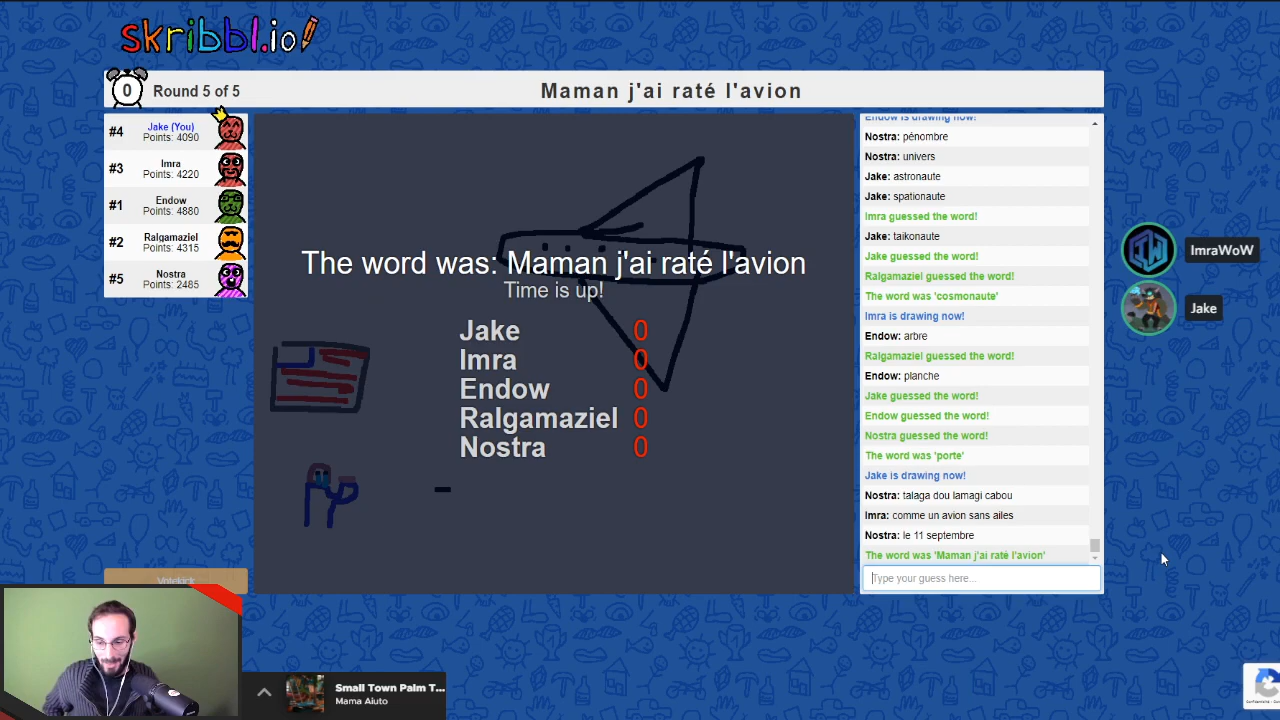 skribbl.io
0
Round 5 of 5
Maman j'ai raté l'avion
#4
Jake (You)
Points: 4090
#3
Imra
Points: 4220
#1
Endow
Points: 4880
#2
Ralgamaziel
Points: 4315
#5
Nostra
Points: 2485
Votekick
The word was: Maman j'ai raté l'avion
Time is up!
Jake 0
Imra 0
Endow 0
Ralgamaziel 0
Nostra 0
Endow is drawing now!
Nostra: pénombre
Nostra: univers
Jake: astronaute
Jake: spationaute
Imra guessed the word!
Jake: taikonaute
Jake guessed the word!
Ralgamaziel guessed the word!
The word was 'cosmonaute'
Imra is drawing now!
Endow: arbre
Ralgamaziel guessed the word!
Endow: planche
Jake guessed the word!
Endow guessed the word!
Nostra guessed the word!
The word was 'porte'
Jake is drawing now!
Nostra: talaga dou lamagi cabou
Imra: comme un avion sans ailes
Nostra: le 11 septembre
The word was 'Maman j'ai raté l'avion'
Type your guess here...
ImraWoW
Jake
Small Town Palm T...
Mama Aiuto